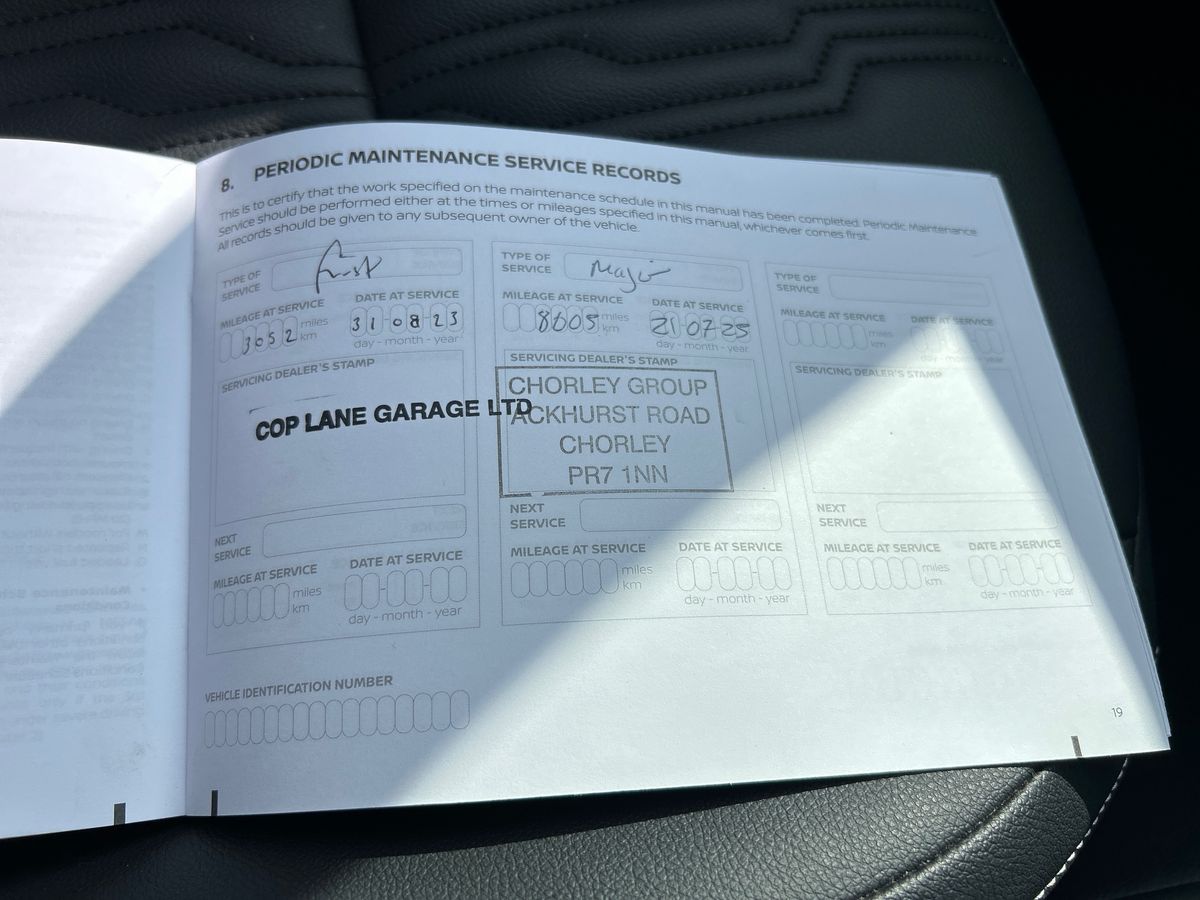 8. PERIODIC MAINTENANCE SERVICE RECORDS
This is to certify that the work specified on the maintenance schedule in this manual has been completed. Periodic Maintenance
Service should be performed either at the times or mileages specified in this manual, whichever comes first.
All records should be given to any subsequent owner of the vehicle.
TYPE OF
SERVICE
First
MILEAGE AT SERVICE
3052 miles
km
DATE AT SERVICE
31-08-23
day - month - year
SERVICING DEALER'S STAMP
COP LANE GARAGE LTD
NEXT
SERVICE
MILEAGE AT SERVICE
miles
km
DATE AT SERVICE
day - month - year
TYPE OF
SERVICE
Major
MILEAGE AT SERVICE
8605 miles
km
DATE AT SERVICE
21-07-25
day - month - year
SERVICING DEALER'S STAMP
CHORLEY GROUP
ACKHURST ROAD
CHORLEY
PR7 1NN
NEXT
SERVICE
MILEAGE AT SERVICE
miles
km
DATE AT SERVICE
day - month - year
TYPE OF
SERVICE
MILEAGE AT SERVICE
miles
km
DATE AT SERVICE
day - month - year
SERVICING DEALER'S STAMP
NEXT
SERVICE
MILEAGE AT SERVICE
miles
km
DATE AT SERVICE
day - month - year
VEHICLE IDENTIFICATION NUMBER
19